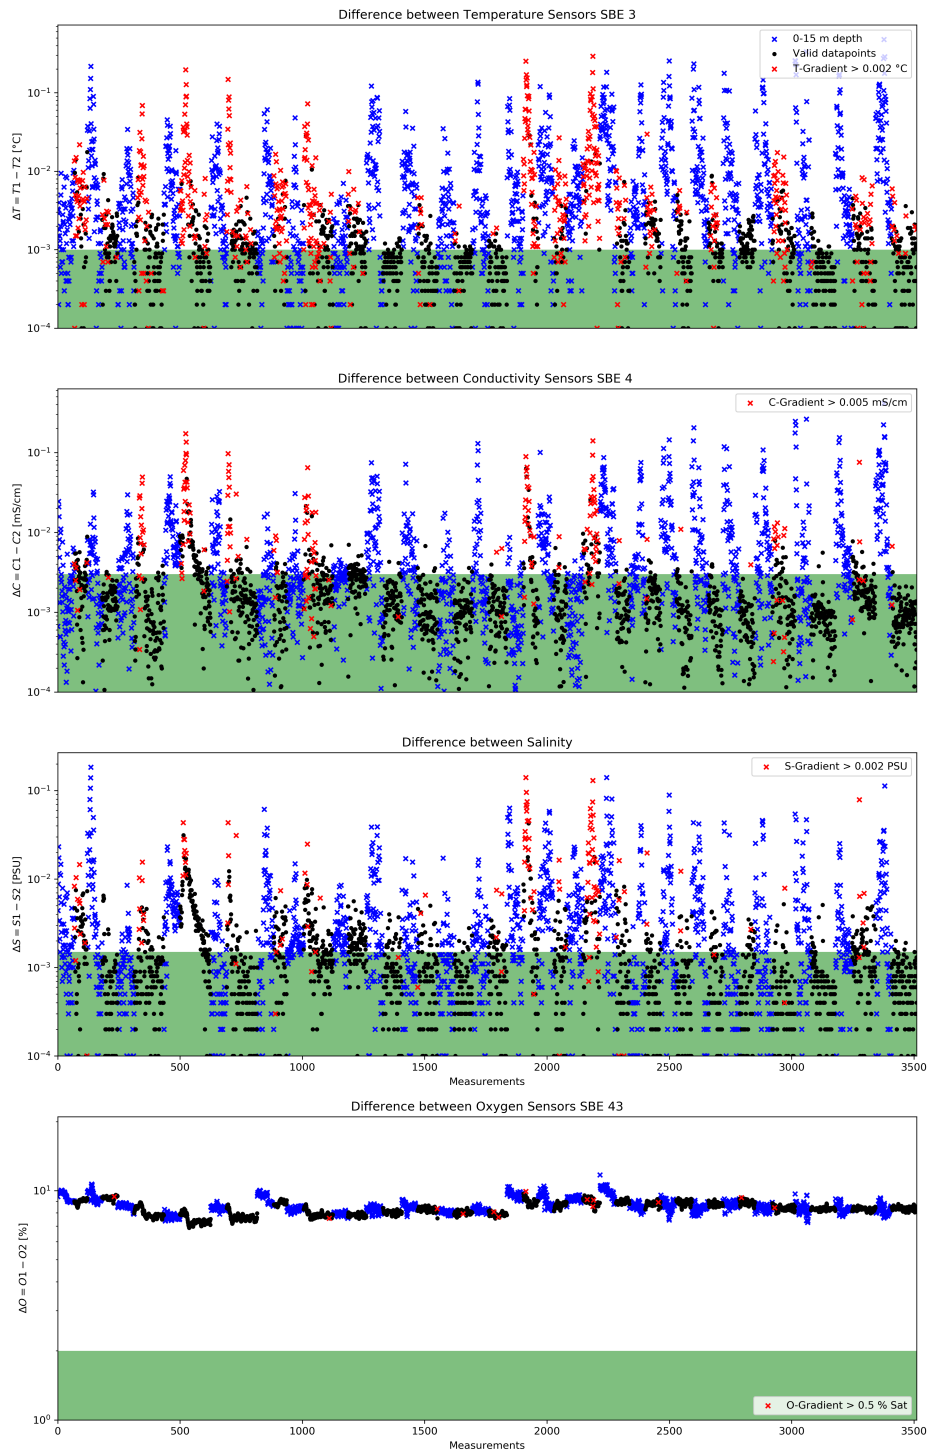 Difference between Temperature Sensors SBE 3
0-15 m depth
Valid datapoints
T-Gradient > 0.002 °C
ΔT = T1 − T2 [°C]
10⁻¹
10⁻²
10⁻³
10⁻⁴
Difference between Conductivity Sensors SBE 4
C-Gradient > 0.005 mS/cm
ΔC = C1 − C2 [mS/cm]
10⁻¹
10⁻²
10⁻³
10⁻⁴
Difference between Salinity
S-Gradient > 0.002 PSU
ΔS = S1 − S2 [PSU]
10⁻¹
10⁻²
10⁻³
10⁻⁴
0 500 1000 1500 2000 2500 3000 3500
Measurements
Difference between Oxygen Sensors SBE 43
ΔO = O1 − O2 [%]
10¹
10⁰
O-Gradient > 0.5 % Sat
0 500 1000 1500 2000 2500 3000 3500
Measurements